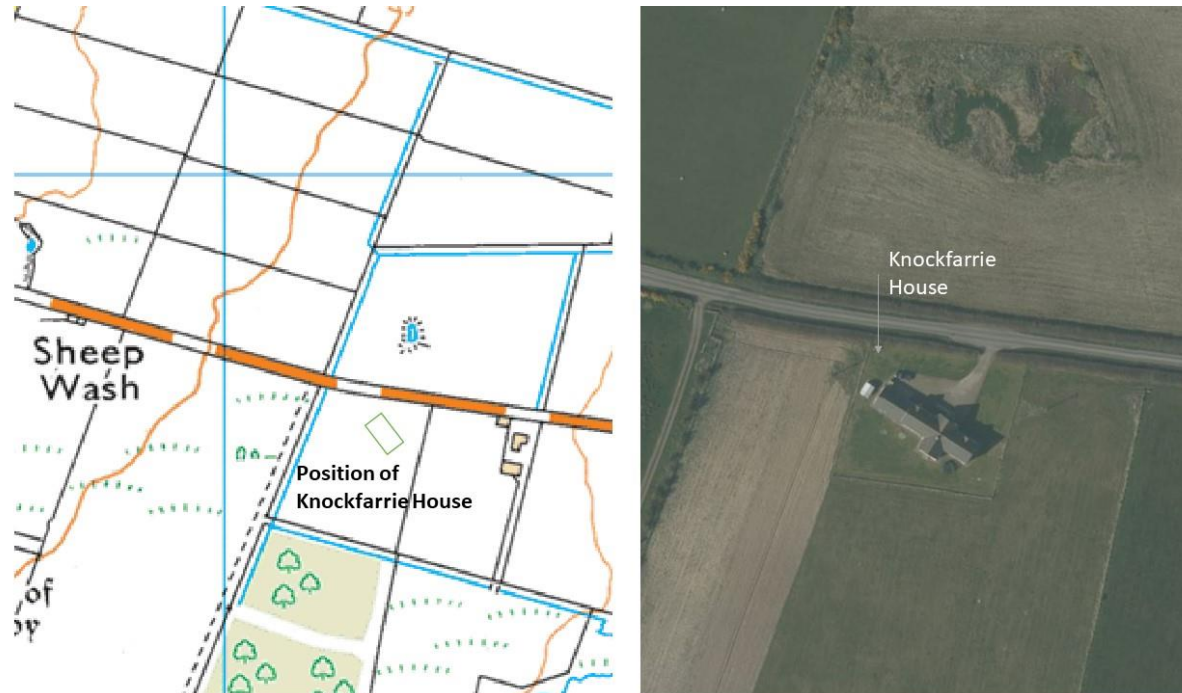 Sheep
Wash
Position of
Knockfarrie House
of
Knockfarrie
House